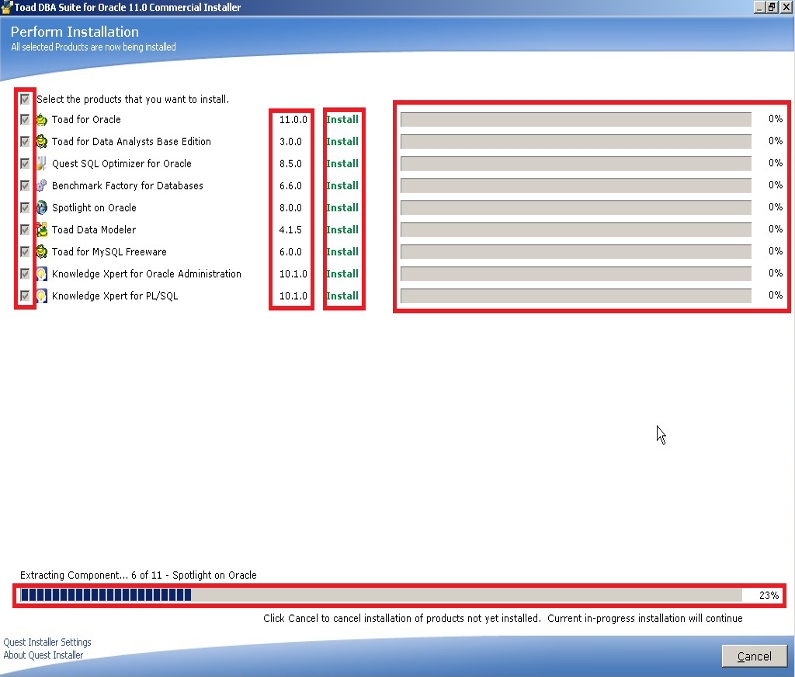 Toad DBA Suite for Oracle 11.0 Commercial Installer
Perform Installation
All selected Products are now being installed
Select the products that you want to install.
Toad for Oracle 11.0.0 Install 0%
Toad for Data Analysts Base Edition 3.0.0 Install 0%
Quest SQL Optimizer for Oracle 8.5.0 Install 0%
Benchmark Factory for Databases 6.6.0 Install 0%
Spotlight on Oracle 8.0.0 Install 0%
Toad Data Modeler 4.1.5 Install 0%
Toad for MySQL Freeware 6.0.0 Install 0%
Knowledge Xpert for Oracle Administration 10.1.0 Install 0%
Knowledge Xpert for PL/SQL 10.1.0 Install 0%
Extracting Component... 6 of 11 - Spotlight on Oracle
23%
Click Cancel to cancel installation of products not yet installed. Current in-progress installation will continue
Quest Installer Settings
About Quest Installer
Cancel